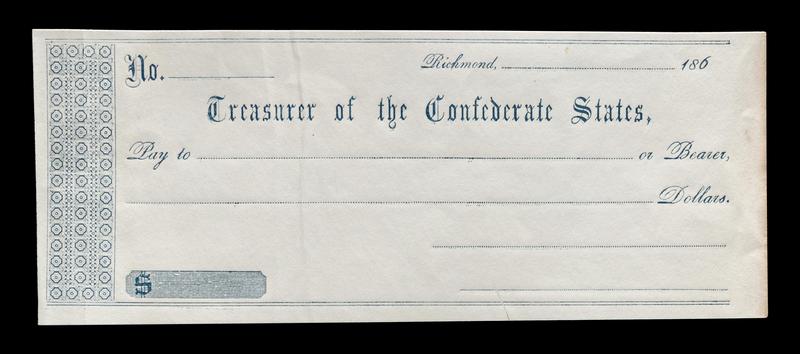 No.
Richmond, 186
Treasurer of the Confederate States,
Pay to or Bearer,
Dollars.
$